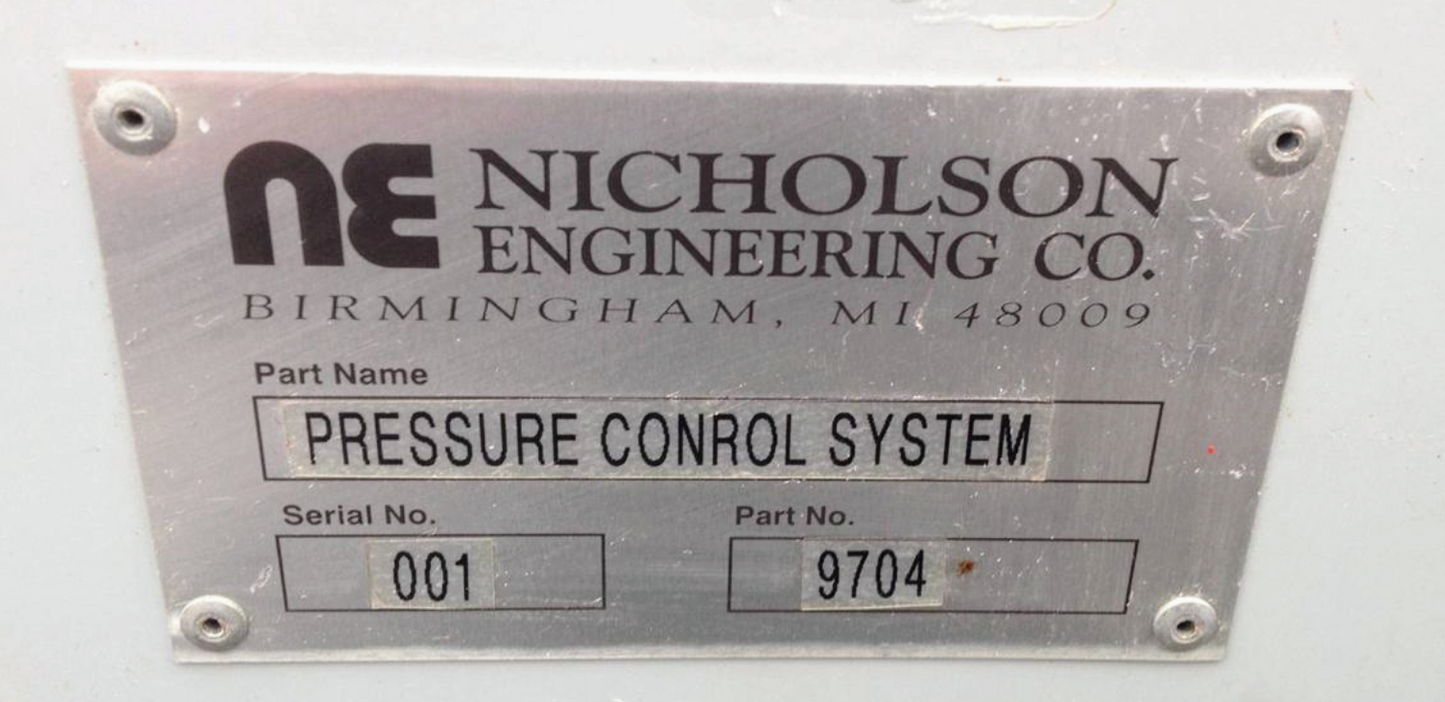 NE NICHOLSON
ENGINEERING CO.
BIRMINGHAM, MI 48009
Part Name
PRESSURE CONROL SYSTEM
Serial No. Part No.
001 9704